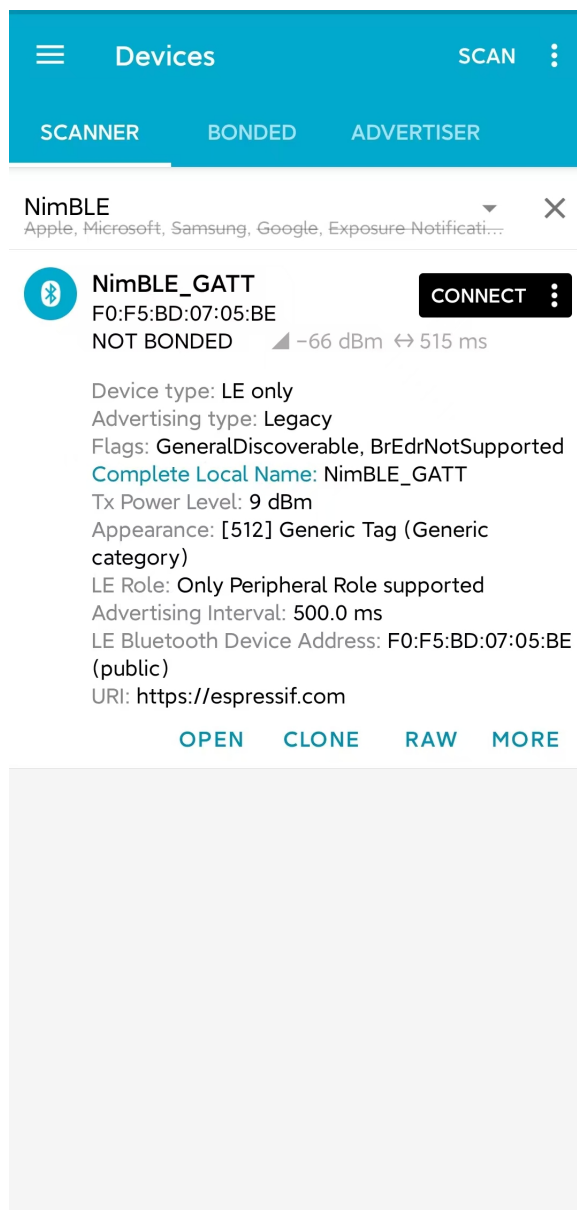 Devices SCAN
SCANNER BONDED ADVERTISER
NimBLE
Apple, Microsoft, Samsung, Google, Exposure Notificati...
NimBLE_GATT
CONNECT
F0:F5:BD:07:05:BE
NOT BONDED -66 dBm ↔ 515 ms
Device type: LE only
Advertising type: Legacy
Flags: GeneralDiscoverable, BrEdrNotSupported
Complete Local Name: NimBLE_GATT
Tx Power Level: 9 dBm
Appearance: [512] Generic Tag (Generic
category)
LE Role: Only Peripheral Role supported
Advertising Interval: 500.0 ms
LE Bluetooth Device Address: F0:F5:BD:07:05:BE
(public)
URI: https://espressif.com
OPEN CLONE RAW MORE